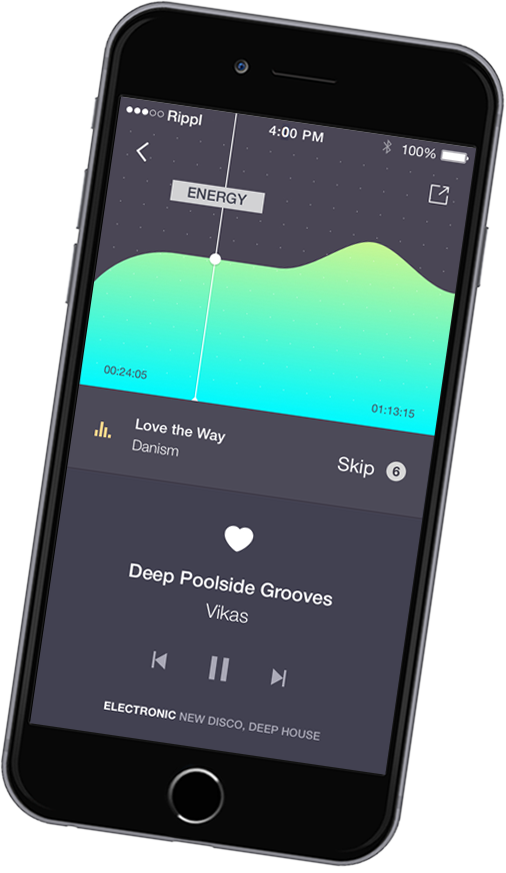 Rippl 4:00 PM 100%
ENERGY
00:24:05 01:13:15
Love the Way
Danism
Skip 6
Deep Poolside Grooves
Vikas
ELECTRONIC NEW DISCO, DEEP HOUSE